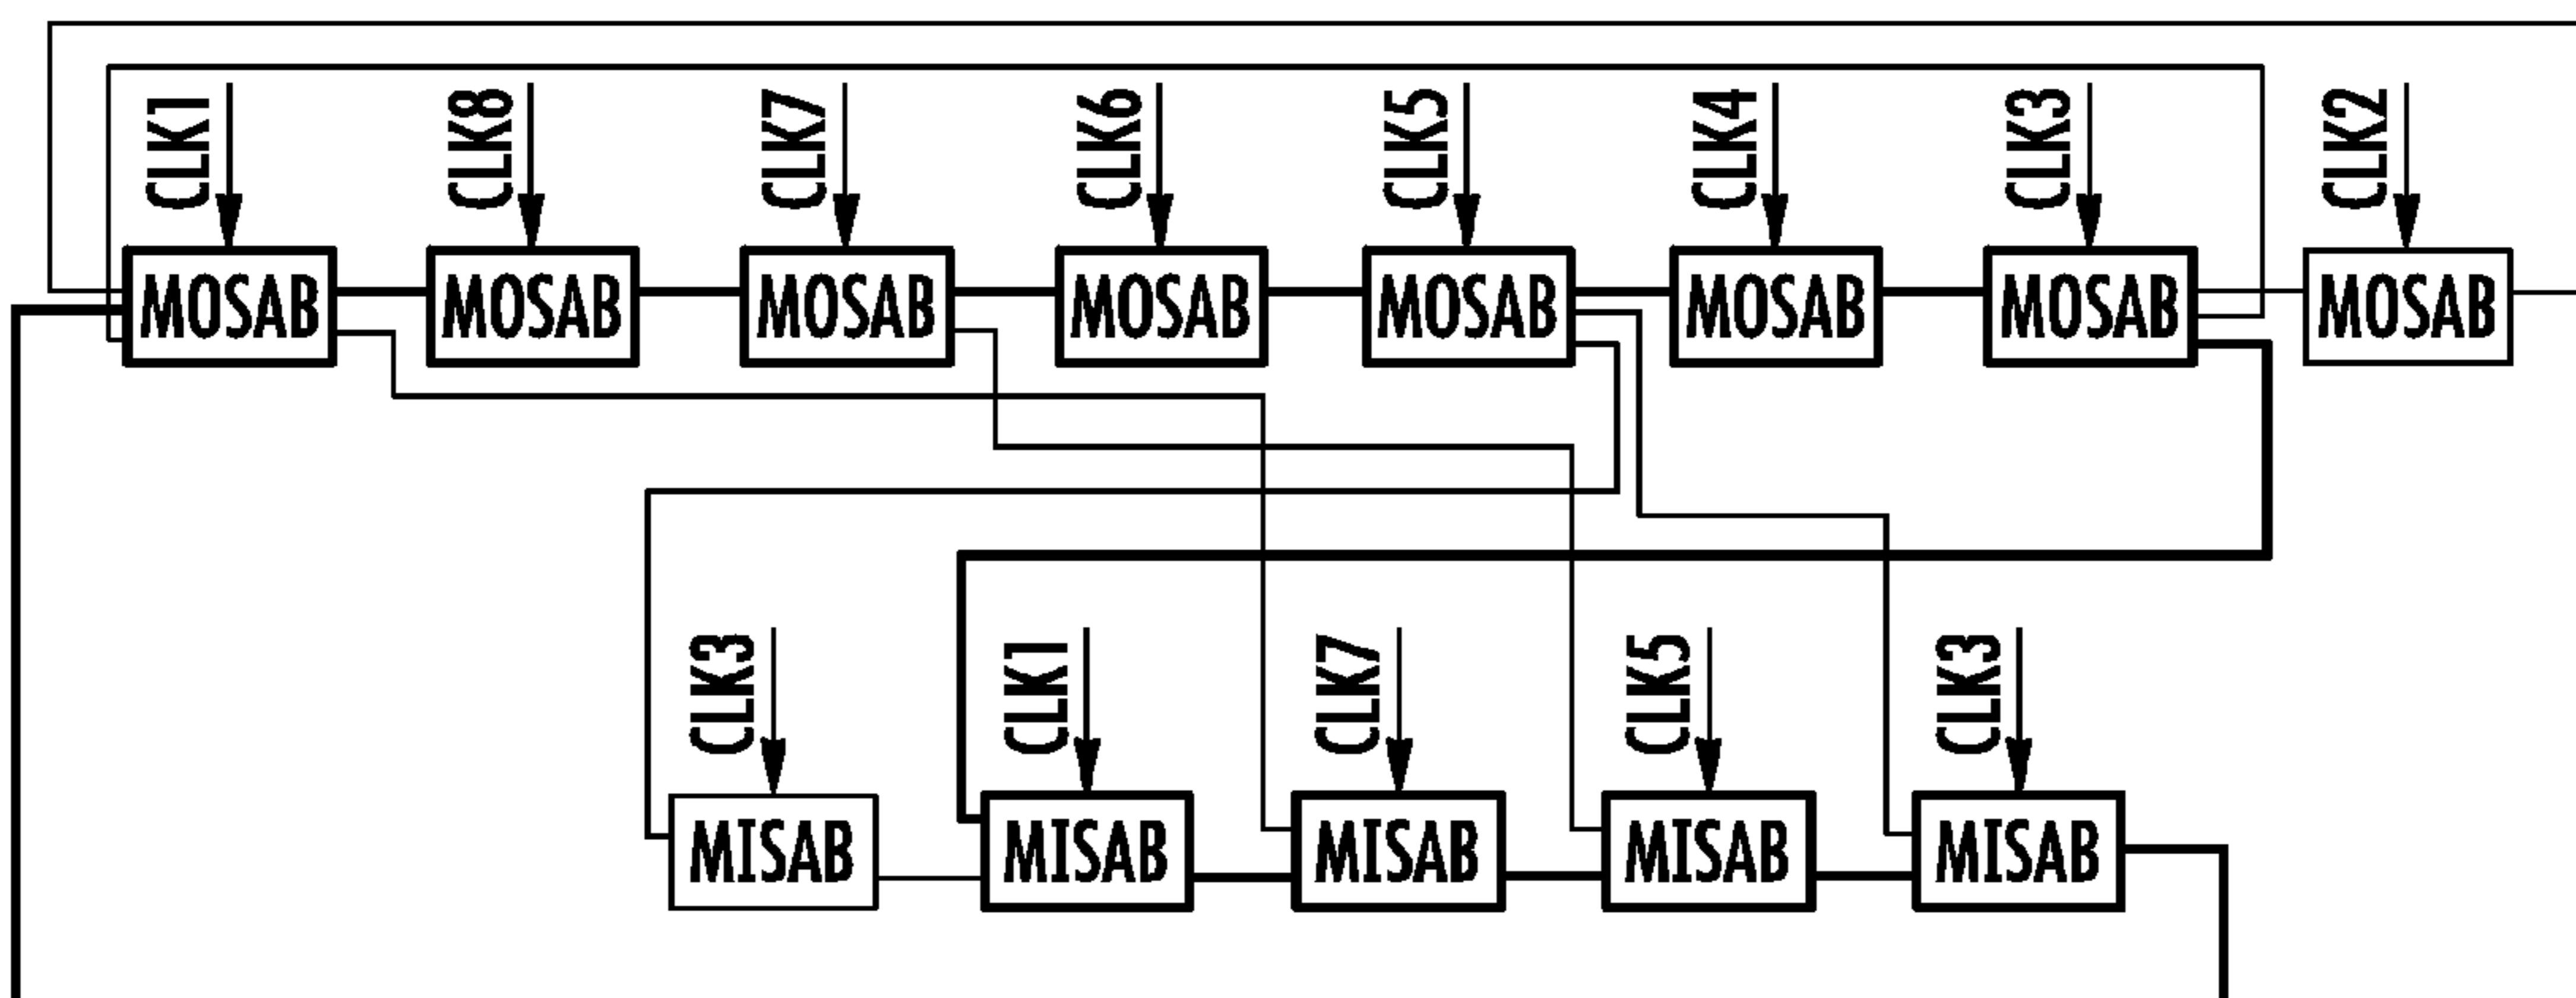 CLK1 CLK8 CLK7 CLK6 CLK5 CLK4 CLK3 CLK2
MOSAB MOSAB MOSAB MOSAB MOSAB MOSAB MOSAB MOSAB
CLK3 CLK1 CLK7 CLK5 CLK3
MISAB MISAB MISAB MISAB MISAB